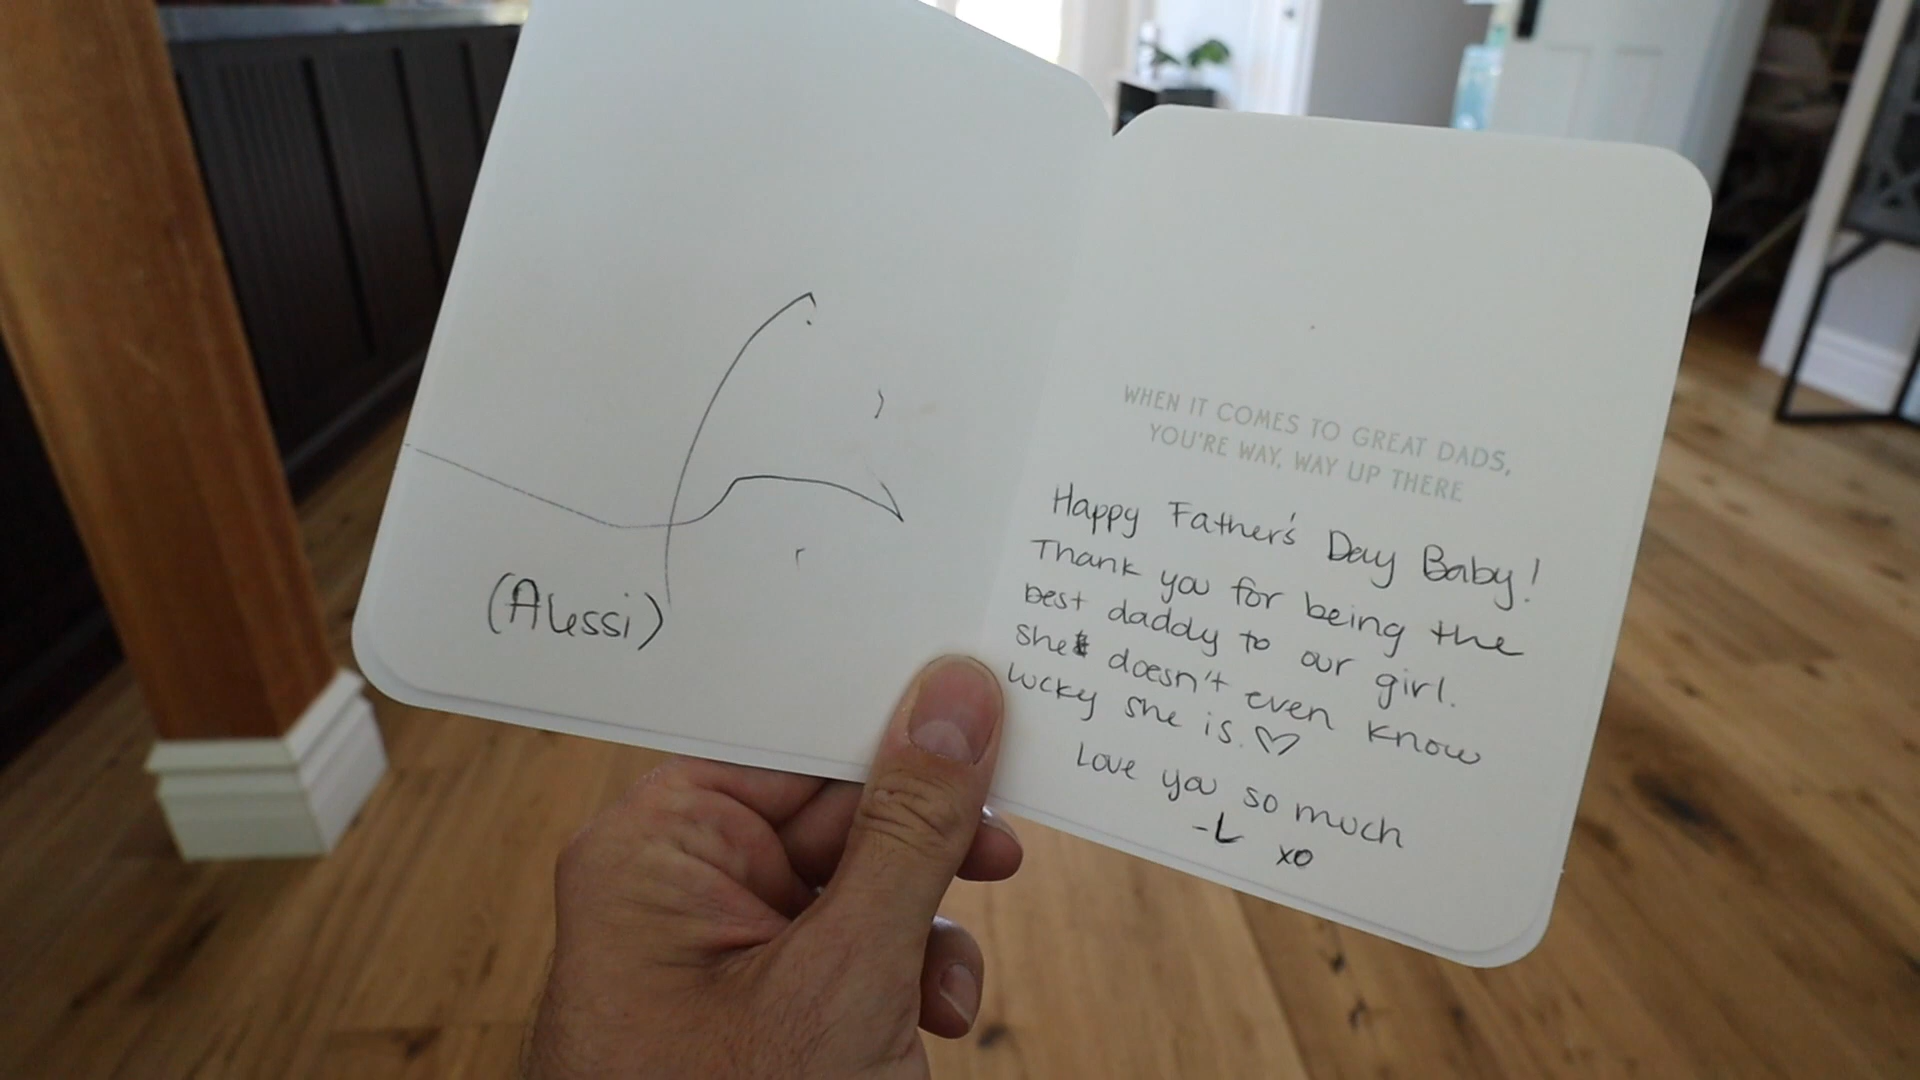 (Alessi)
WHEN IT COMES TO GREAT DADS,
YOU'RE WAY, WAY UP THERE
Happy Father's Day Baby!
Thank you for being the
best daddy to our girl.
She doesn't even know
lucky she is. ♡
Love you so much
-L xo